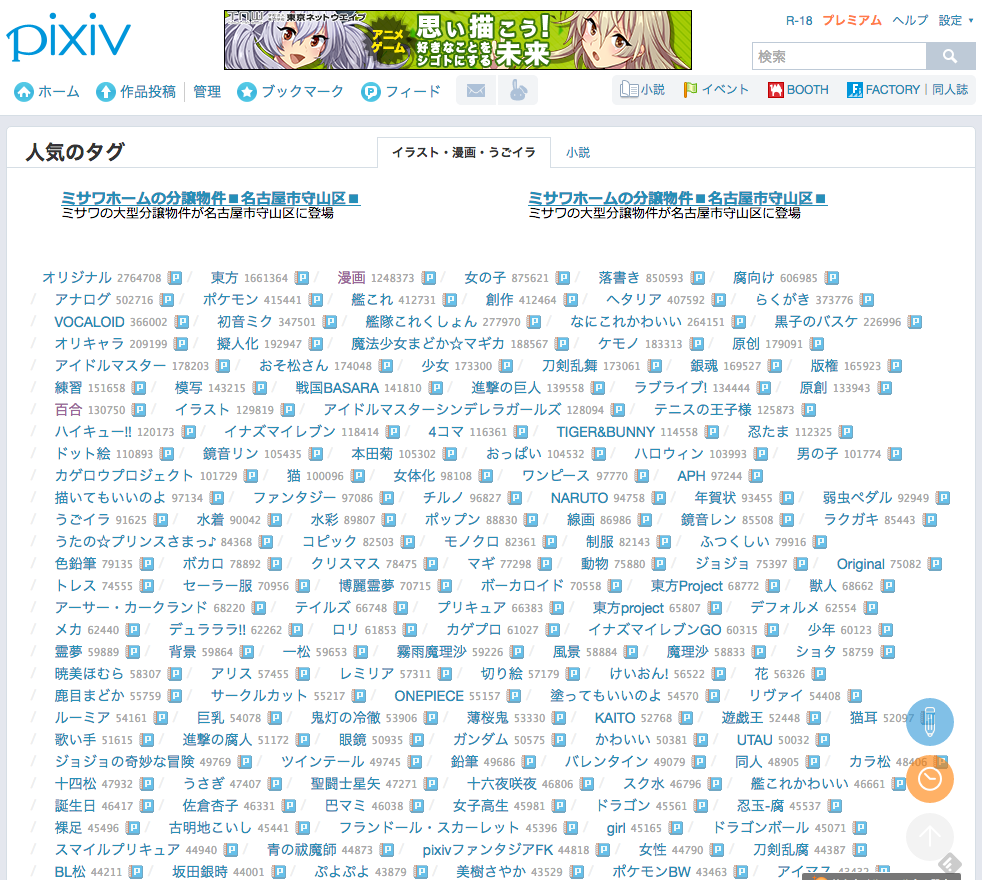 pixiv
東京ネットウエイブ
アニメ
ゲーム
思い描こう!
好きなことを
シゴトにする
未来
R-18 プレミアム ヘルプ 設定
検索
ホーム 作品投稿 管理 ブックマーク フィード 小説 イベント BOOTH FACTORY 同人誌
人気のタグ イラスト・漫画・うごイラ 小説
ミサワホームの分譲物件■名古屋市守山区■ ミサワホームの分譲物件■名古屋市守山区■
ミサワの大型分譲物件が名古屋市守山区に登場 ミサワの大型分譲物件が名古屋市守山区に登場
オリジナル 2764708 / 東方 1661364 / 漫画 1248373 / 女の子 875621 / 落書き 850593 / 腐向け 606985
/ アナログ 502716 / ポケモン 415441 / 艦これ 412731 / 創作 412464 / ヘタリア 407592 / らくがき 373776
/ VOCALOID 366002 / 初音ミク 347501 / 艦隊これくしょん 277970 / なにこれかわいい 264151 / 黒子のバスケ 226996
/ オリキャラ 209199 / 擬人化 192947 / 魔法少女まどか☆マギカ 188567 / ケモノ 183313 / 原创 179091
/ アイドルマスター 178203 / おそ松さん 174048 / 少女 173300 / 刀剣乱舞 173061 / 銀魂 169527 / 版権 165923
/ 練習 151658 / 模写 143215 / 戦国BASARA 141810 / 進撃の巨人 139558 / ラブライブ! 134444 / 原創 133943
/ 百合 130750 / イラスト 129819 / アイドルマスターシンデレラガールズ 128094 / テニスの王子様 125873
/ ハイキュー!! 120173 / イナズマイレブン 118414 / 4コマ 116361 / TIGER&BUNNY 114558 / 忍たま 112325
/ ドット絵 110893 / 鏡音リン 105435 / 本田菊 105302 / おっぱい 104532 / ハロウィン 103993 / 男の子 101774
/ カゲロウプロジェクト 101729 / 猫 100096 / 女体化 98108 / ワンピース 97770 / APH 97244
/ 描いてもいいのよ 97134 / ファンタジー 97086 / チルノ 96827 / NARUTO 94758 / 年賀状 93455 / 弱虫ペダル 92949
/ うごイラ 91625 / 水着 90042 / 水彩 89807 / ポップン 88830 / 線画 86986 / 鏡音レン 85508 / ラクガキ 85443
/ うたの☆プリンスさまっ♪ 84368 / コピック 82503 / モノクロ 82361 / 制服 82143 / ふつくしい 79916
/ 色鉛筆 79135 / ボカロ 78892 / クリスマス 78475 / マギ 77298 / 動物 75880 / ジョジョ 75397 / Original 75082
/ トレス 74555 / セーラー服 70956 / 博麗霊夢 70715 / ボーカロイド 70558 / 東方Project 68772 / 獣人 68662
/ アーサー・カークランド 68220 / テイルズ 66748 / プリキュア 66383 / 東方project 65807 / デフォルメ 62554
/ メカ 62440 / デュラララ!! 62262 / ロリ 61853 / カゲプロ 61027 / イナズマイレブンGO 60315 / 少年 60123
/ 霊夢 59889 / 背景 59864 / 一松 59653 / 霧雨魔理沙 59226 / 風景 58884 / 魔理沙 58833 / ショタ 58759
/ 暁美ほむら 58307 / アリス 57455 / レミリア 57311 / 切り絵 57179 / けいおん! 56522 / 花 56326
/ 鹿目まどか 55759 / サークルカット 55217 / ONEPIECE 55157 / 塗ってもいいのよ 54570 / リヴァイ 54408
/ ルーミア 54161 / 巨乳 54078 / 鬼灯の冷徹 53906 / 薄桜鬼 53330 / KAITO 52768 / 遊戯王 52448 / 猫耳 52097
/ 歌い手 51615 / 進撃の腐人 51172 / 眼鏡 50935 / ガンダム 50575 / かわいい 50381 / UTAU 50032
/ ジョジョの奇妙な冒険 49769 / ツインテール 49745 / 鉛筆 49686 / バレンタイン 49079 / 同人 48905 / カラ松 48406
/ 十四松 47932 / うさぎ 47407 / 聖闘士星矢 47271 / 十六夜咲夜 46806 / スク水 46796 / 艦これかわいい 46661
/ 誕生日 46417 / 佐倉杏子 46331 / 巴マミ 46038 / 女子高生 45981 / ドラゴン 45561 / 忍玉-腐 45537
/ 裸足 45496 / 古明地こいし 45441 / フランドール・スカーレット 45396 / girl 45165 / ドラゴンボール 45071
/ スマイルプリキュア 44940 / 青の祓魔師 44873 / pixivファンタジアFK 44818 / 女性 44790 / 刀剣乱腐 44387
/ BL松 44211 / 坂田銀時 44001 / ぷよぷよ 43879 / 美樹さやか 43529 / ポケモンBW 43463 / アイマス 43432